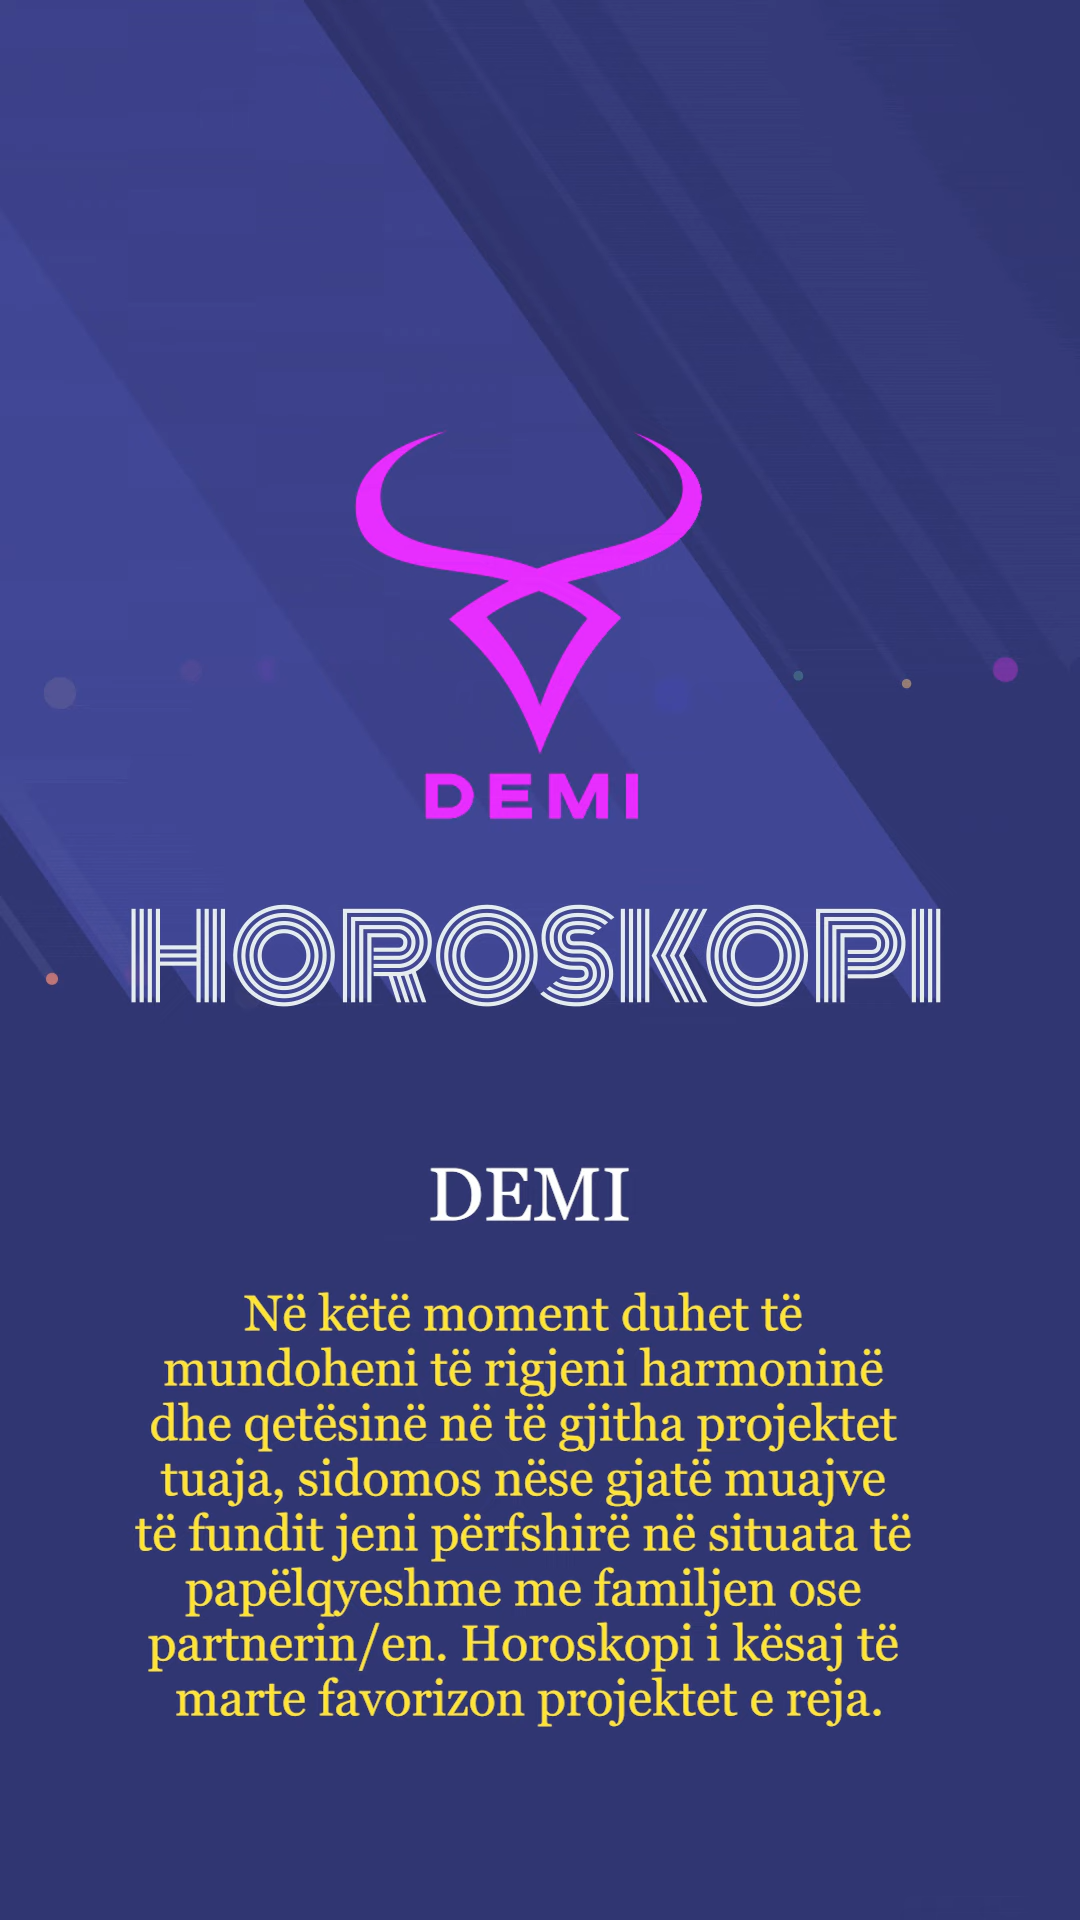 DEMI
HOROSKOPI
DEMI
Në këtë moment duhet të
mundoheni të rigjeni harmoninë
dhe qetësinë në të gjitha projektet
tuaja, sidomos nëse gjatë muajve
të fundit jeni përfshirë në situata të
papëlqyeshme me familjen ose
partnerin/en. Horoskopi i kësaj të
marte favorizon projektet e reja.